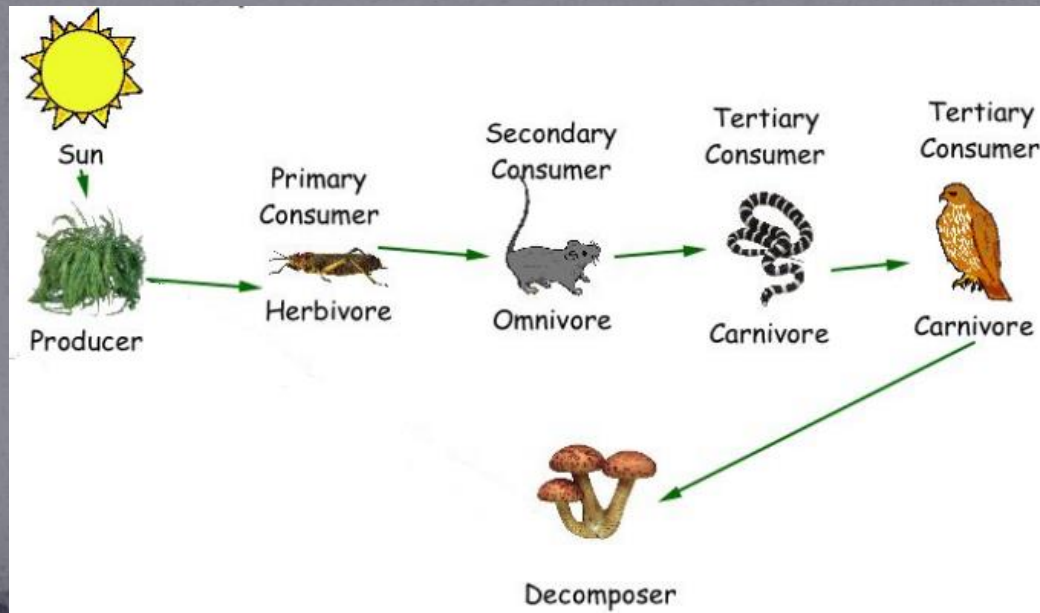 Sun
Producer
Primary
Consumer
Herbivore
Secondary
Consumer
Omnivore
Tertiary
Consumer
Carnivore
Tertiary
Consumer
Carnivore
Decomposer